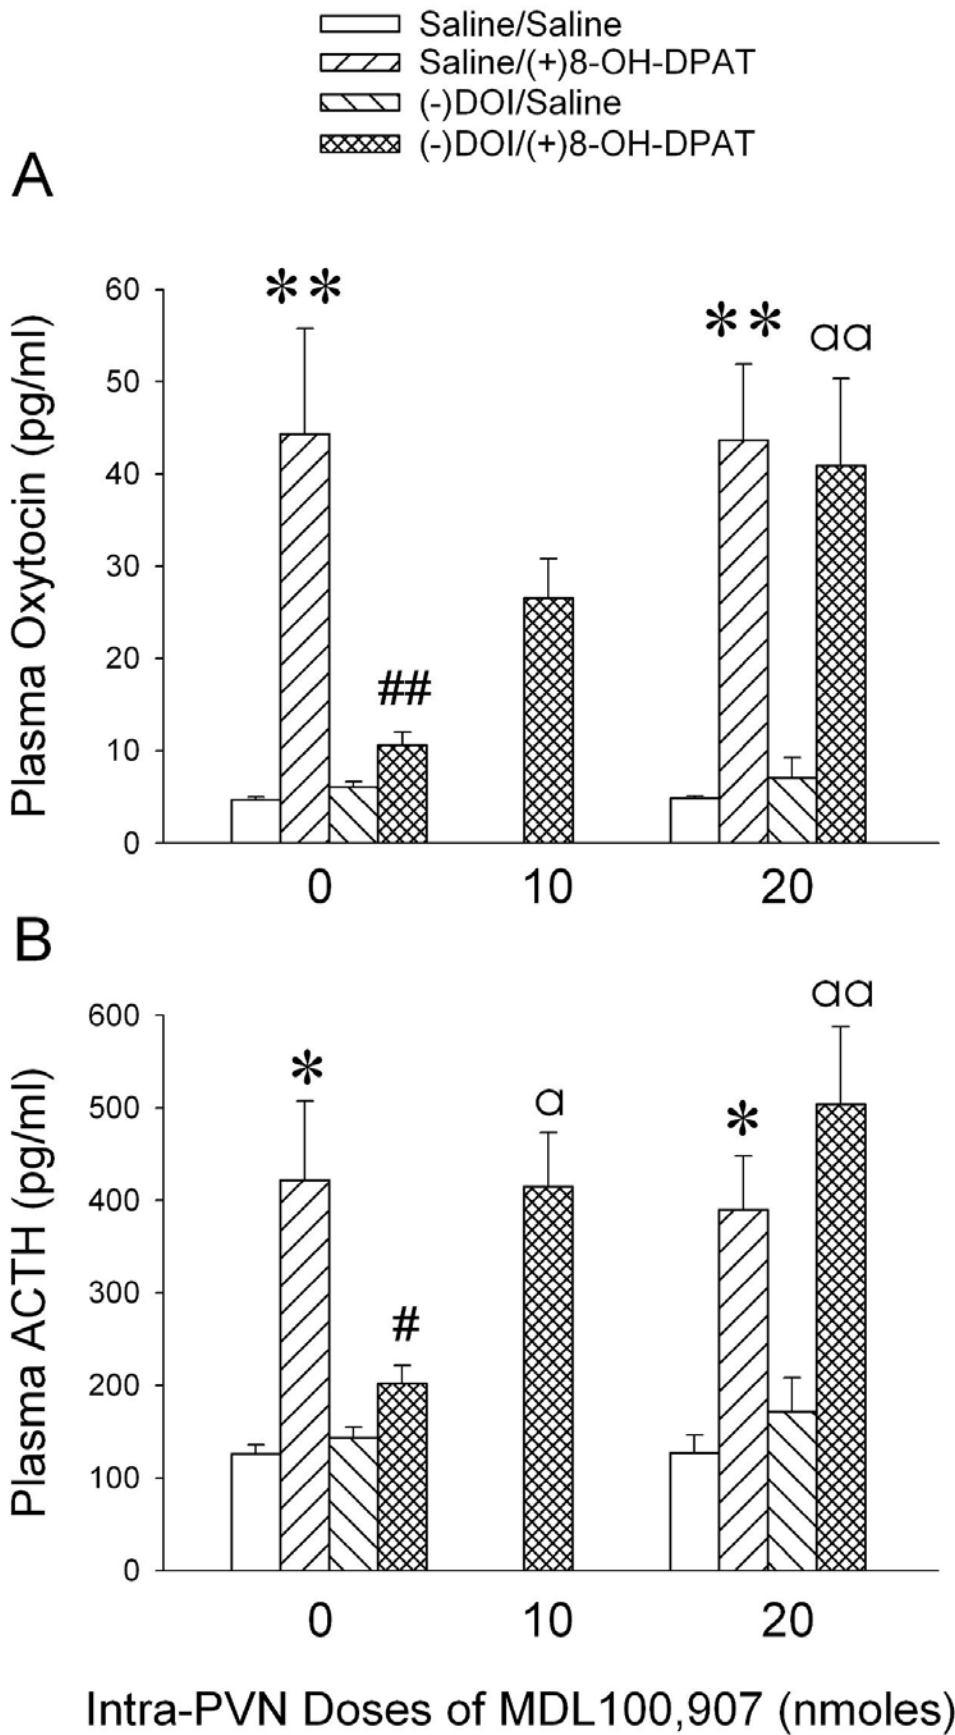 Saline/Saline
Saline/(+)8-OH-DPAT
(-)DOI/Saline
(-)DOI/(+)8-OH-DPAT
A
Plasma Oxytocin (pg/ml)
60
50
40
30
20
10
0
** 
##
**
aa
0 10 20
B
Plasma ACTH (pg/ml)
600
500
400
300
200
100
0
*
#
a
*
aa
0 10 20
Intra-PVN Doses of MDL100,907 (nmoles)